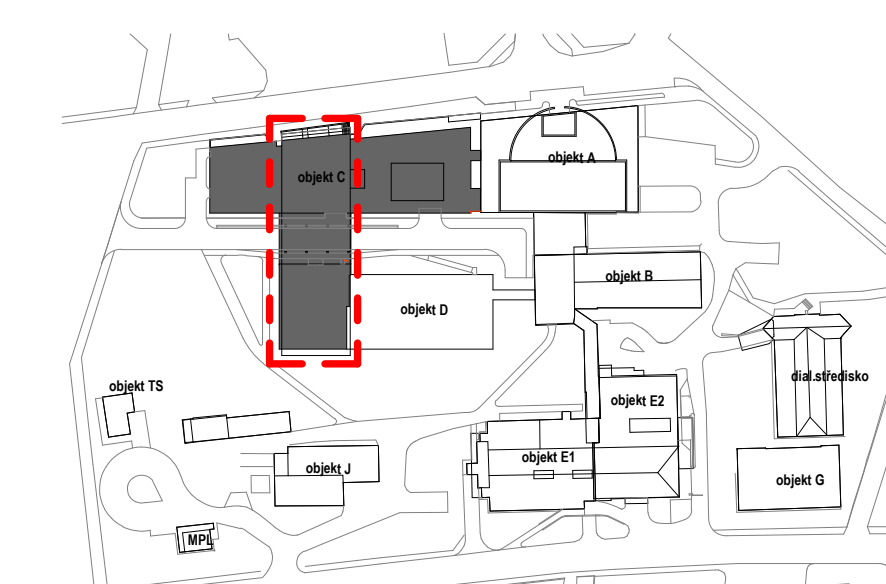 objekt A
objekt C
objekt B
objekt D
dial.středisko
objekt TS
objekt E2
objekt E1
objekt J
objekt G
MPL